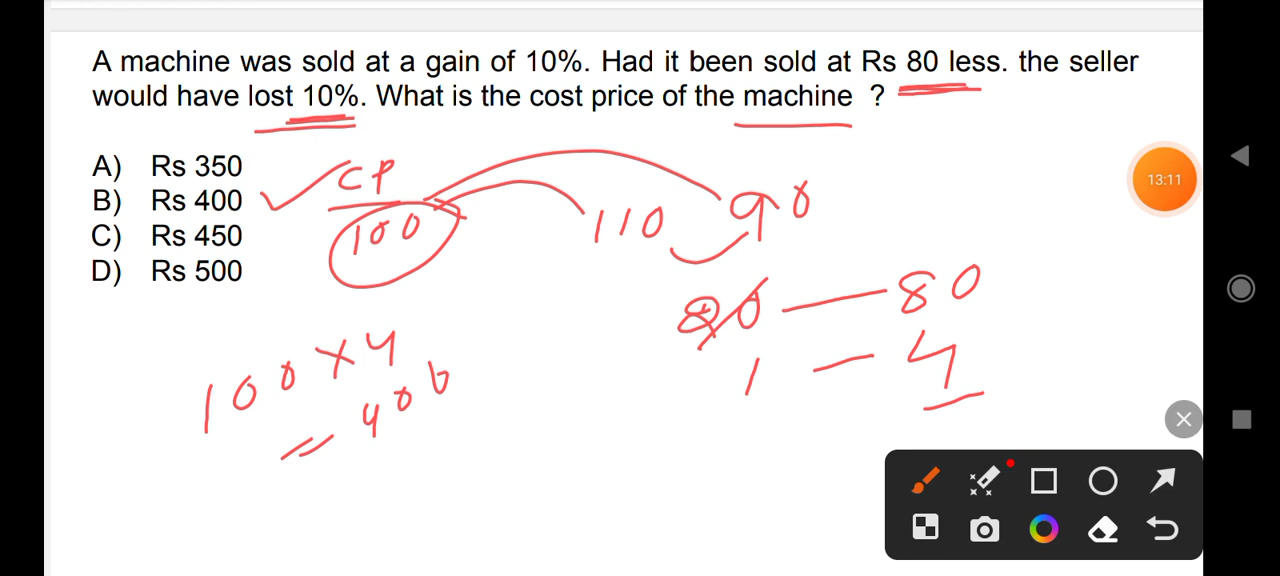 A machine was sold at a gain of 10%. Had it been sold at Rs 80 less. the seller
would have lost 10%. What is the cost price of the machine ?
A) Rs 350
B) Rs 400
C) Rs 450
D) Rs 500
CP
100
110 90
20 — 80
1 — 4
100 x 4
= 400
13:11